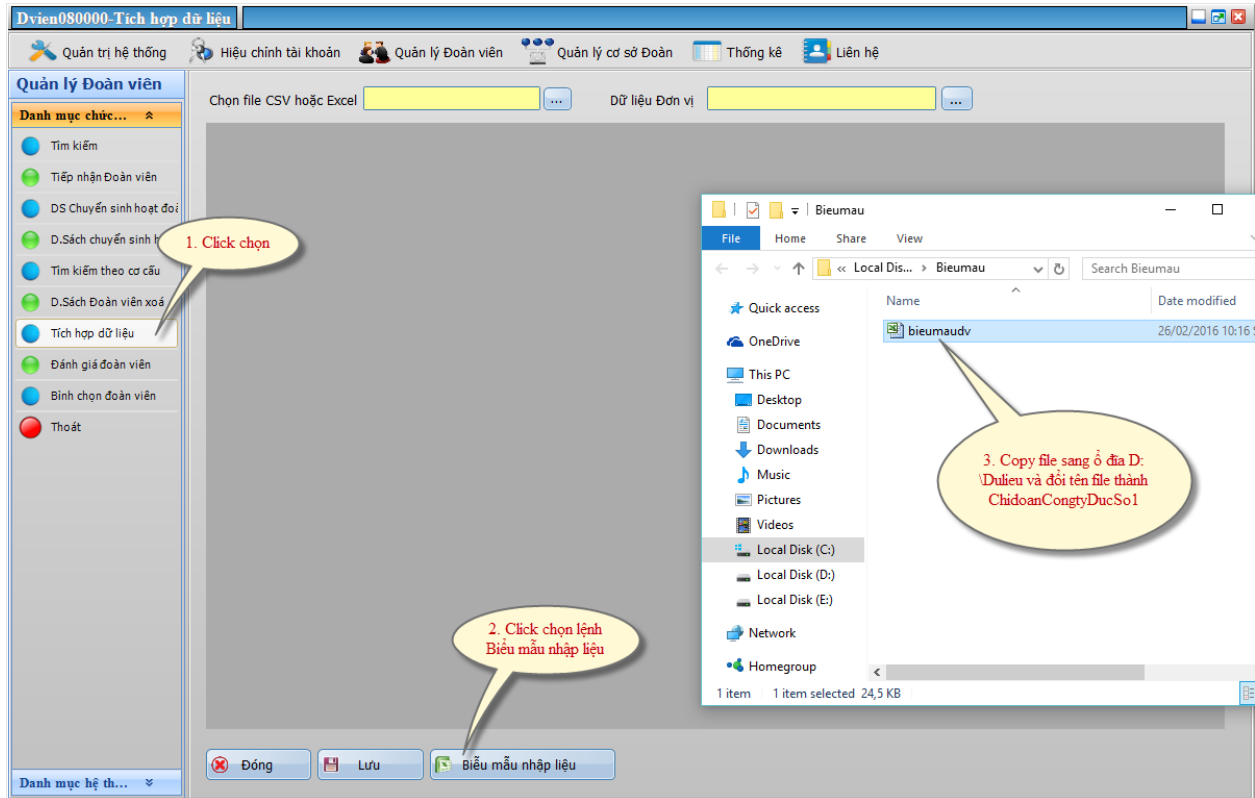 Dvien080000-Tích hợp dữ liệu
Quản trị hệ thống
Hiệu chỉnh tài khoản
Quản lý Đoàn viên
Quản lý cơ sở Đoàn
Thống kê
Liên hệ
Quản lý Đoàn viên
Danh mục chức...
Tìm kiếm
Tiếp nhận Đoàn viên
DS Chuyển sinh hoạt đoà
D.Sách chuyển sinh h
Tìm kiếm theo cơ cấu
D.Sách Đoàn viên xoá
Tích hợp dữ liệu
Đánh giá đoàn viên
Bình chọn đoàn viên
Thoát
Danh mục hệ th...
Chọn file CSV hoặc Excel
...
Dữ liệu Đơn vị
...
1. Click chọn
2. Click chọn lệnh
Biểu mẫu nhập liệu
Đóng
Lưu
Biểu mẫu nhập liệu
Bieumau
File
Home
Share
View
« Local Dis... › Bieumau
Search Bieumau
Quick access
OneDrive
This PC
Desktop
Documents
Downloads
Music
Pictures
Videos
Local Disk (C:)
Local Disk (D:)
Local Disk (E:)
Network
Homegroup
Name
Date modified
bieumaudv
26/02/2016 10:16
3. Copy file sang ổ đĩa D:
\Dulieu và đổi tên file thành
ChidoanCongtyDucSo1
1 item
1 item selected 24,5 KB